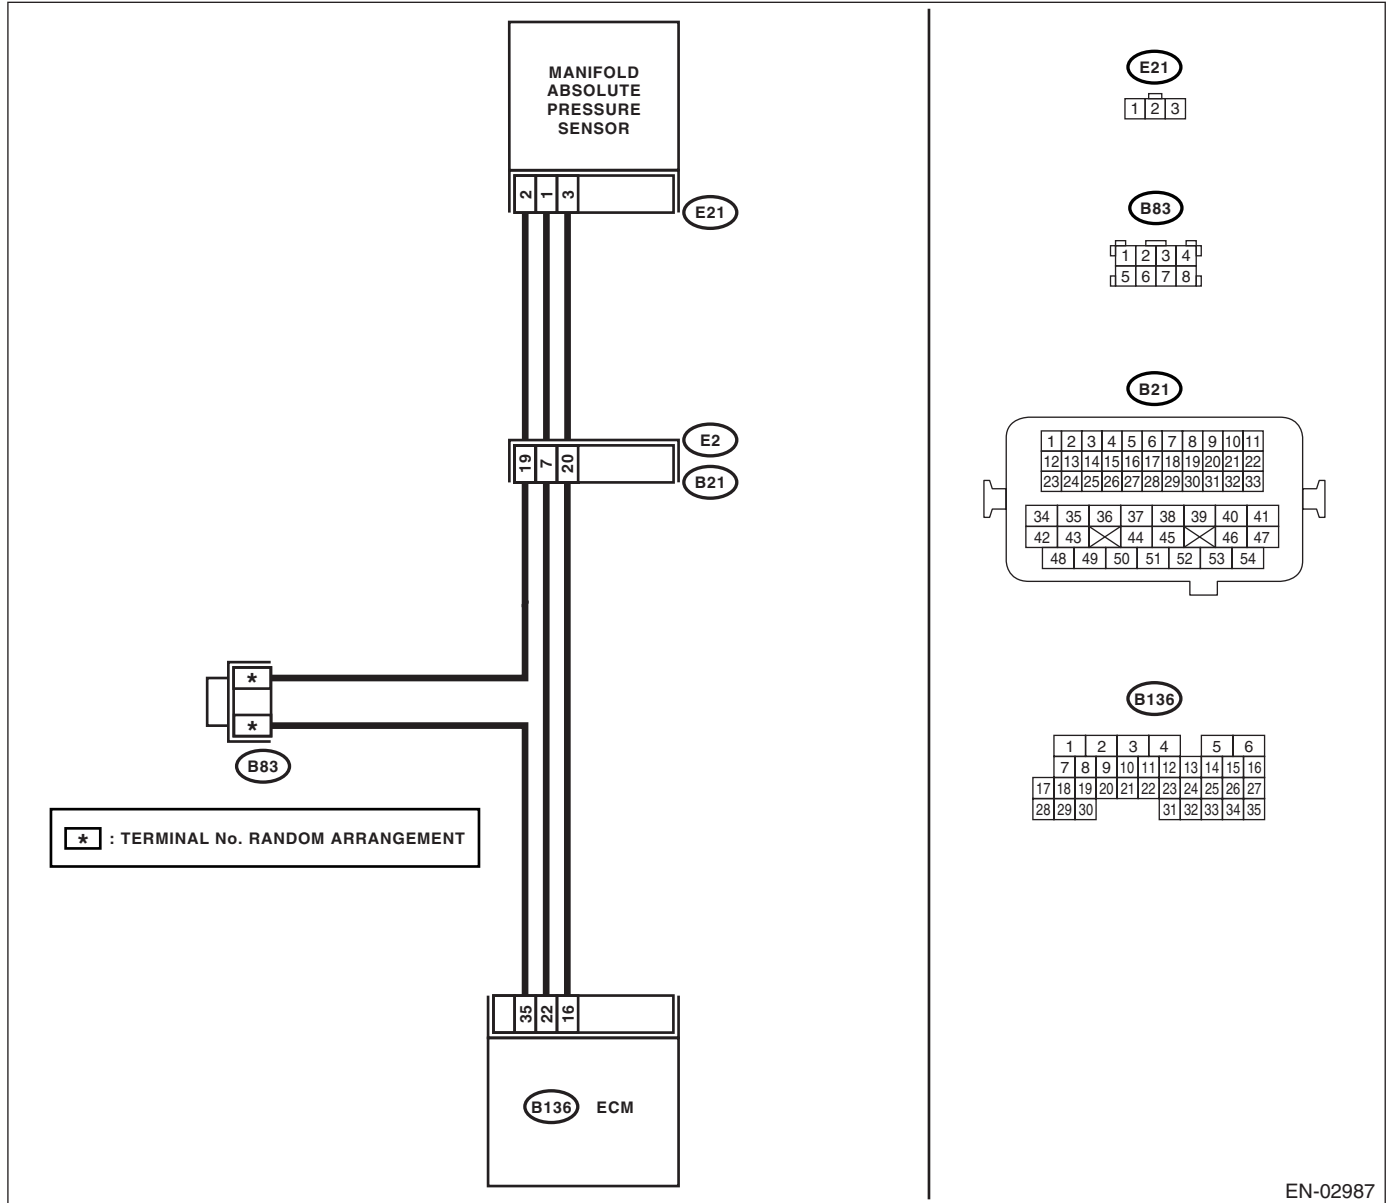 MANIFOLD
ABSOLUTE
PRESSURE
SENSOR
2 1 3
E21
E2
19 7 20
B21
*
*
B83
* : TERMINAL No. RANDOM ARRANGEMENT
35 22 16
B136 ECM
E21
1 2 3
B83
1 2 3 4
5 6 7 8
B21
1 2 3 4 5 6 7 8 9 10 11
12 13 14 15 16 17 18 19 20 21 22
23 24 25 26 27 28 29 30 31 32 33
34 35 36 37 38 39 40 41
42 43 44 45 46 47
48 49 50 51 52 53 54
B136
1 2 3 4 5 6
7 8 9 10 11 12 13 14 15 16
17 18 19 20 21 22 23 24 25 26 27
28 29 30 31 32 33 34 35
EN-02987